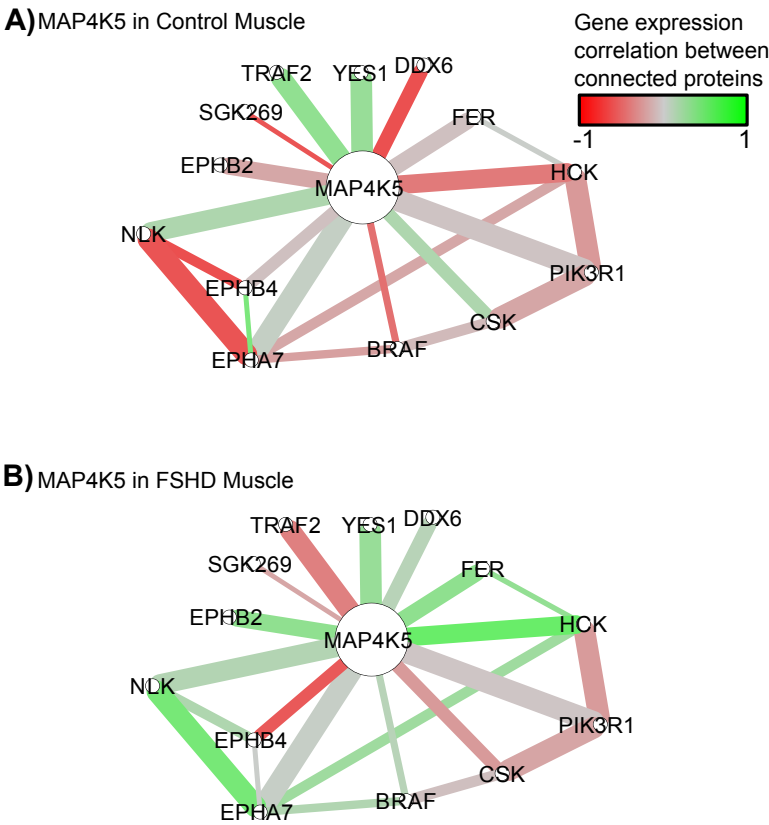 A) MAP4K5 in Control Muscle
Gene expression
correlation between
connected proteins
-1 1
TRAF2 YES1 DDX6
SGK269 FER
EPHB2 HCK
MAP4K5
NLK
EPHB4 PIK3R1
CSK
EPHA7 BRAF
B) MAP4K5 in FSHD Muscle
TRAF2 YES1 DDX6
SGK269 FER
EPHB2 HCK
MAP4K5
NLK
EPHB4 PIK3R1
CSK
EPHA7 BRAF